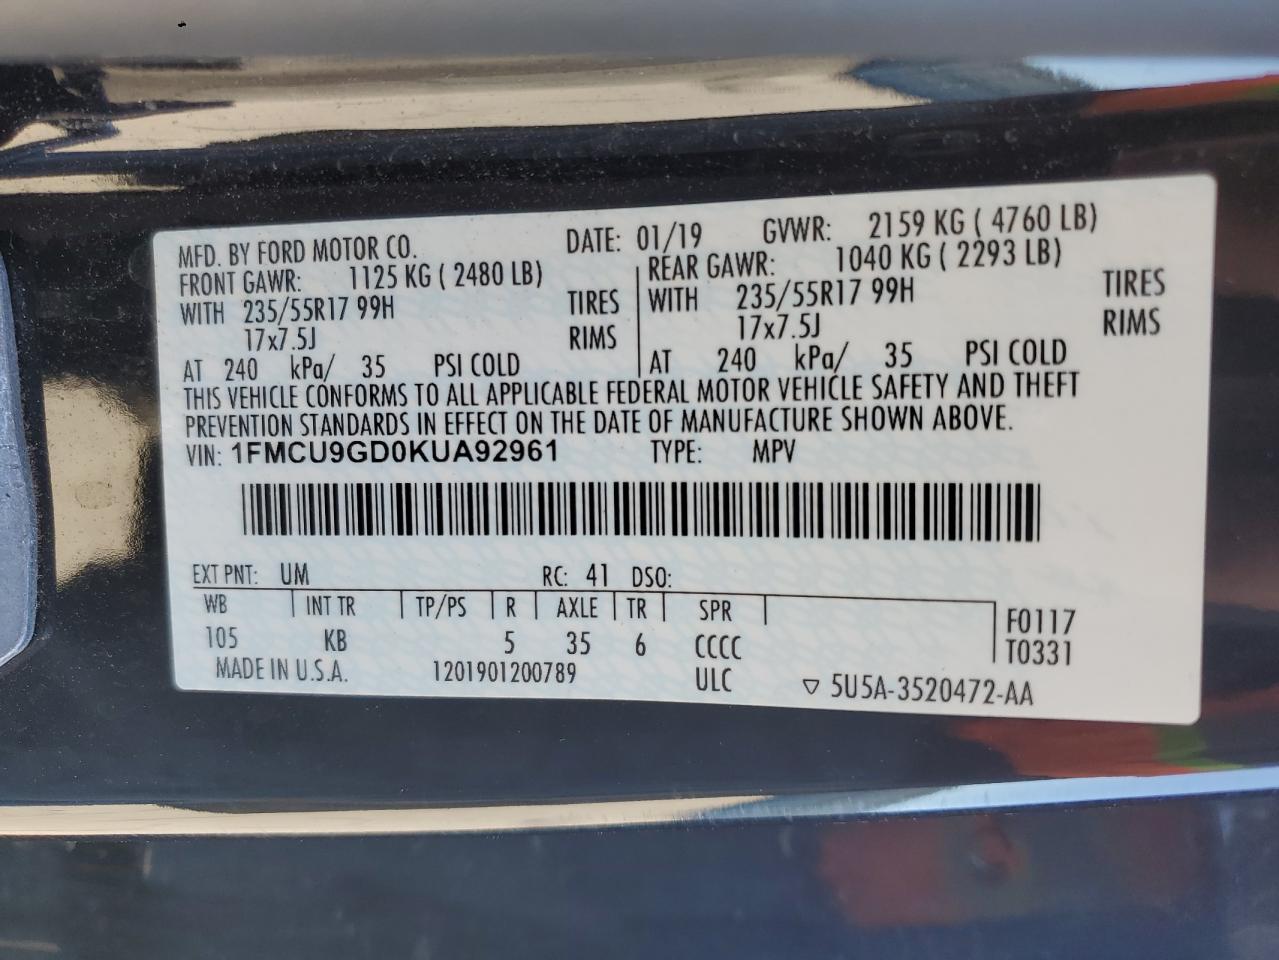 MFD. BY FORD MOTOR CO. DATE: 01/19 GVWR: 2159 KG ( 4760 LB)
FRONT GAWR: 1125 KG ( 2480 LB) REAR GAWR: 1040 KG ( 2293 LB)
WITH 235/55R17 99H TIRES WITH 235/55R17 99H TIRES
17x7.5J RIMS 17x7.5J RIMS
AT 240 kPa/ 35 PSI COLD AT 240 kPa/ 35 PSI COLD
THIS VEHICLE CONFORMS TO ALL APPLICABLE FEDERAL MOTOR VEHICLE SAFETY AND THEFT
PREVENTION STANDARDS IN EFFECT ON THE DATE OF MANUFACTURE SHOWN ABOVE.
VIN: 1FMCU9GD0KUA92961 TYPE: MPV
EXT PNT: UM RC: 41 DSO:
WB INT TR TP/PS R AXLE TR SPR F0117
105 KB 5 35 6 CCCC T0331
MADE IN U.S.A. 1201901200789 ULC ▽ 5U5A-3520472-AA